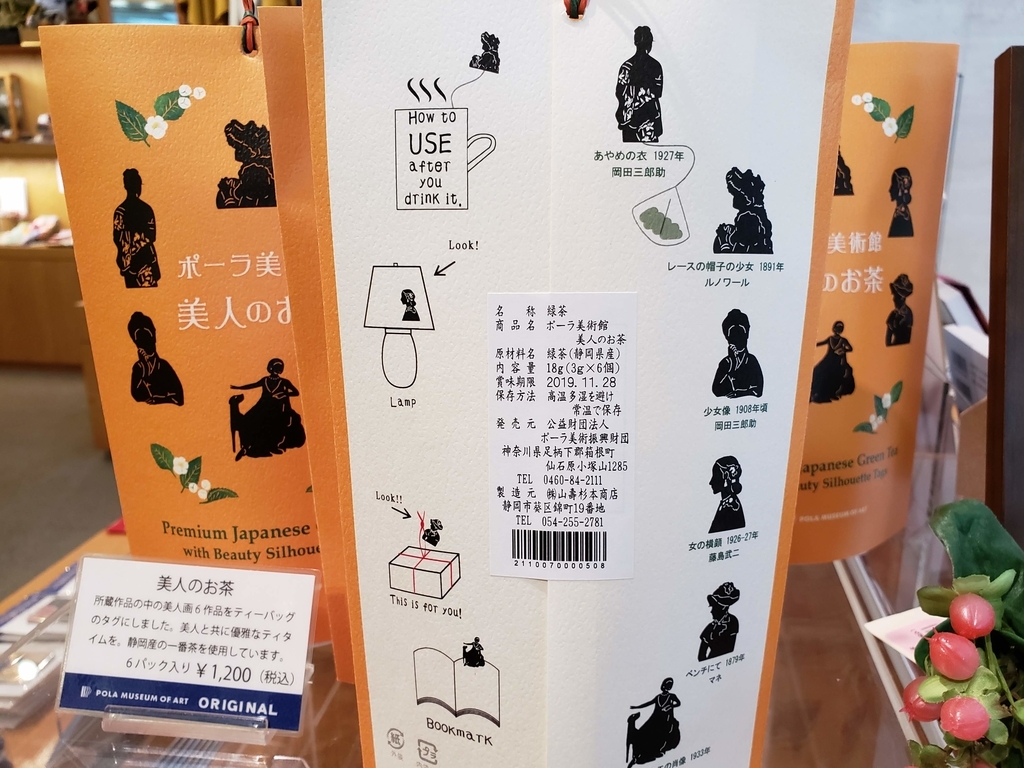 ポーラ美
美人のお
Premium Japanese
with Beauty Silhou
美人のお茶
所蔵作品の中の美人画6作品をティーバッグ
のタグにしました。美人と共に優雅なティタ
イムを。静岡産の一番茶を使用しています。
6パック入り ¥1,200（税込）
POLA MUSEUM OF ART ORIGINAL
How to
USE
after
you
drink it.
Look!
Lamp
Look!!
This is for you!
Bookmark
紙
プラ
あやめの衣 1927年
岡田三郎助
レースの帽子の少女 1891年
ルノワール
少女像 1908年頃
岡田三郎助
女の横顔 1926-27年
藤島武二
ベンチにて 1879年
マネ
の肖像 1933年
名 称 緑茶
商品名 ポーラ美術館
美人のお茶
原材料名 緑茶(静岡県産)
内容量 18g(3g×6個)
賞味期限 2019.11.28
保存方法 高温多湿を避け
常温で保存
発売元 公益財団法人
ポーラ美術振興財団
神奈川県足柄下郡箱根町
仙石原小塚山1285
TEL 0460-84-2111
製造元 ㈱山壽杉本商店
静岡市葵区錦町19番地
TEL 054-255-2781
2110070000508
美術館
のお茶
apanese Green Tea
uty Silhouette Tags
POLA MUSEUM OF ART